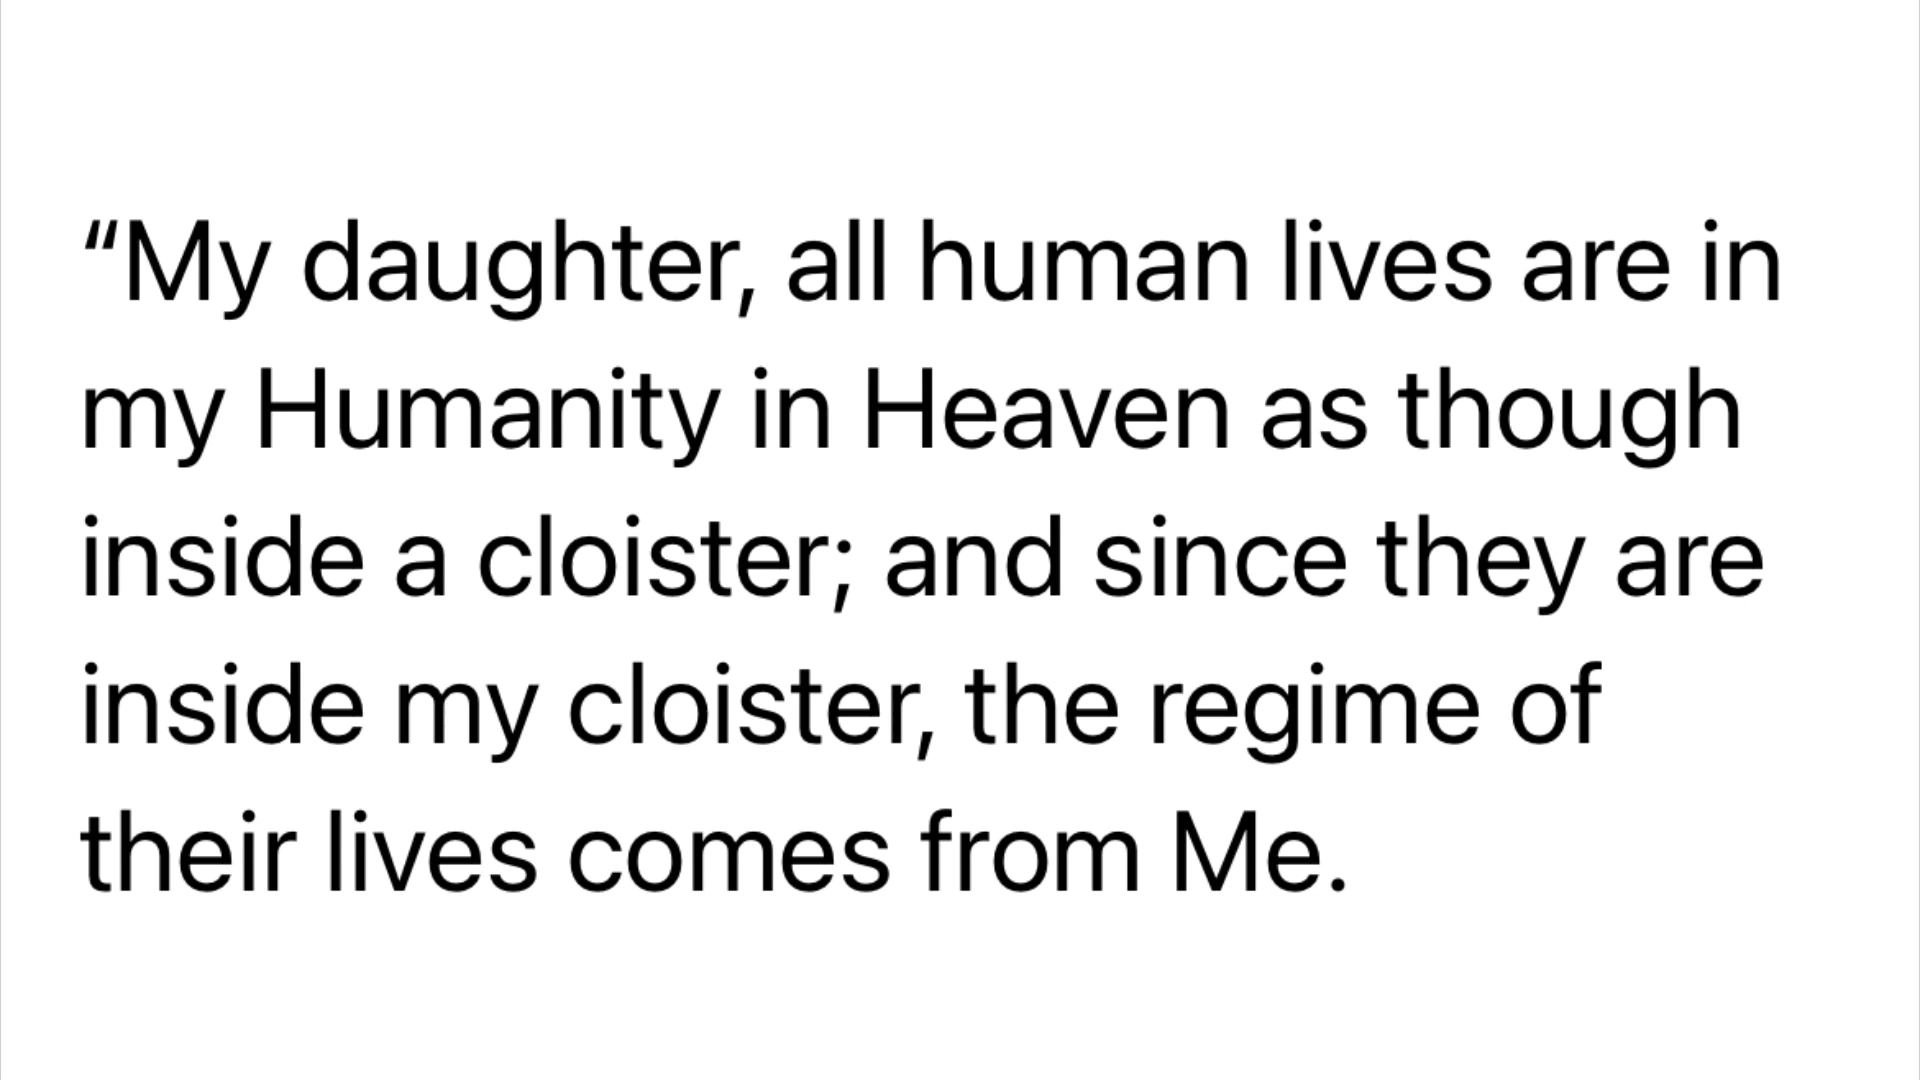 “My daughter, all human lives are in
my Humanity in Heaven as though
inside a cloister; and since they are
inside my cloister, the regime of
their lives comes from Me.